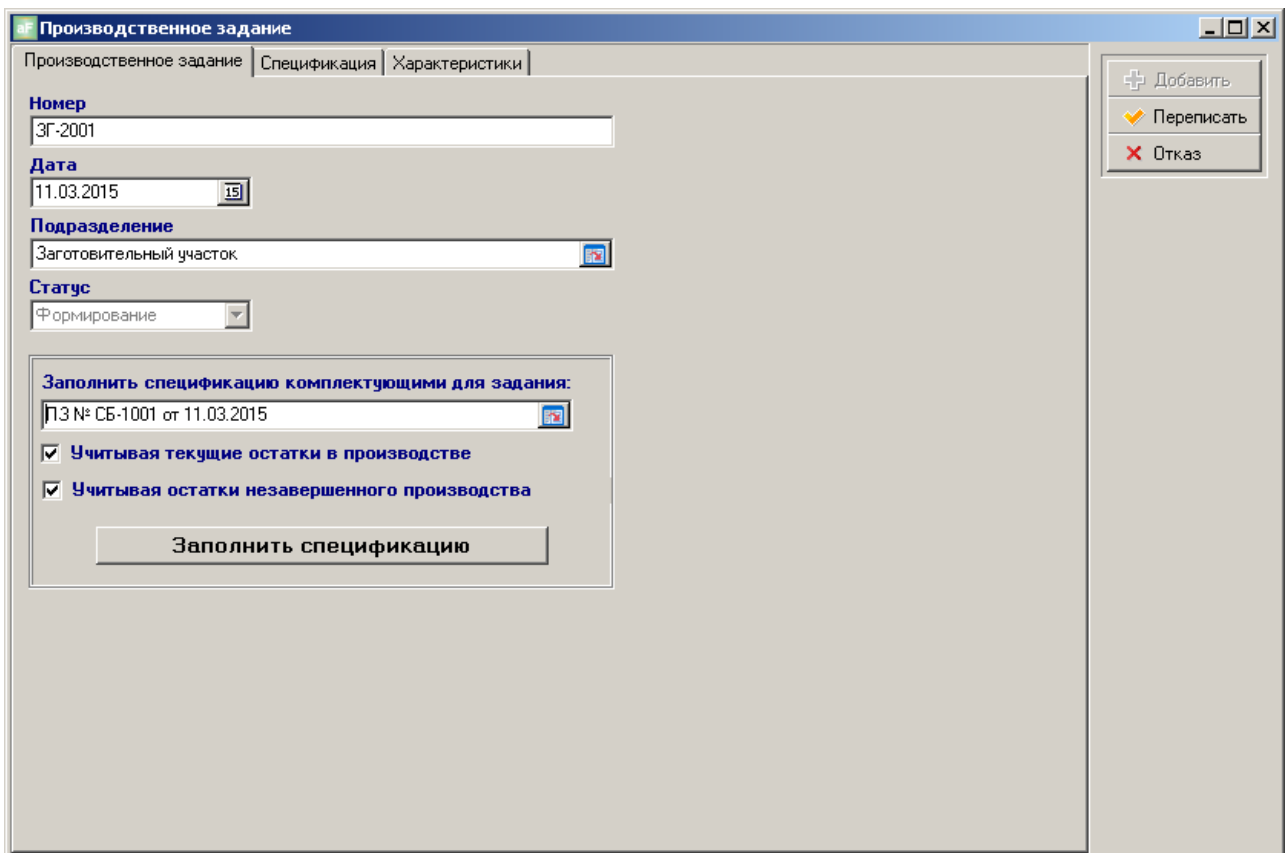 aF Производственное задание
Производственное задание Спецификация Характеристики
Добавить
Переписать
Отказ
Номер
ЗГ-2001
Дата
11.03.2015 15
Подразделение
Заготовительный участок
Статус
Формирование
Заполнить спецификацию комплектующими для задания:
ПЗ № СБ-1001 от 11.03.2015
Учитывая текущие остатки в производстве
Учитывая остатки незавершенного производства
Заполнить спецификацию